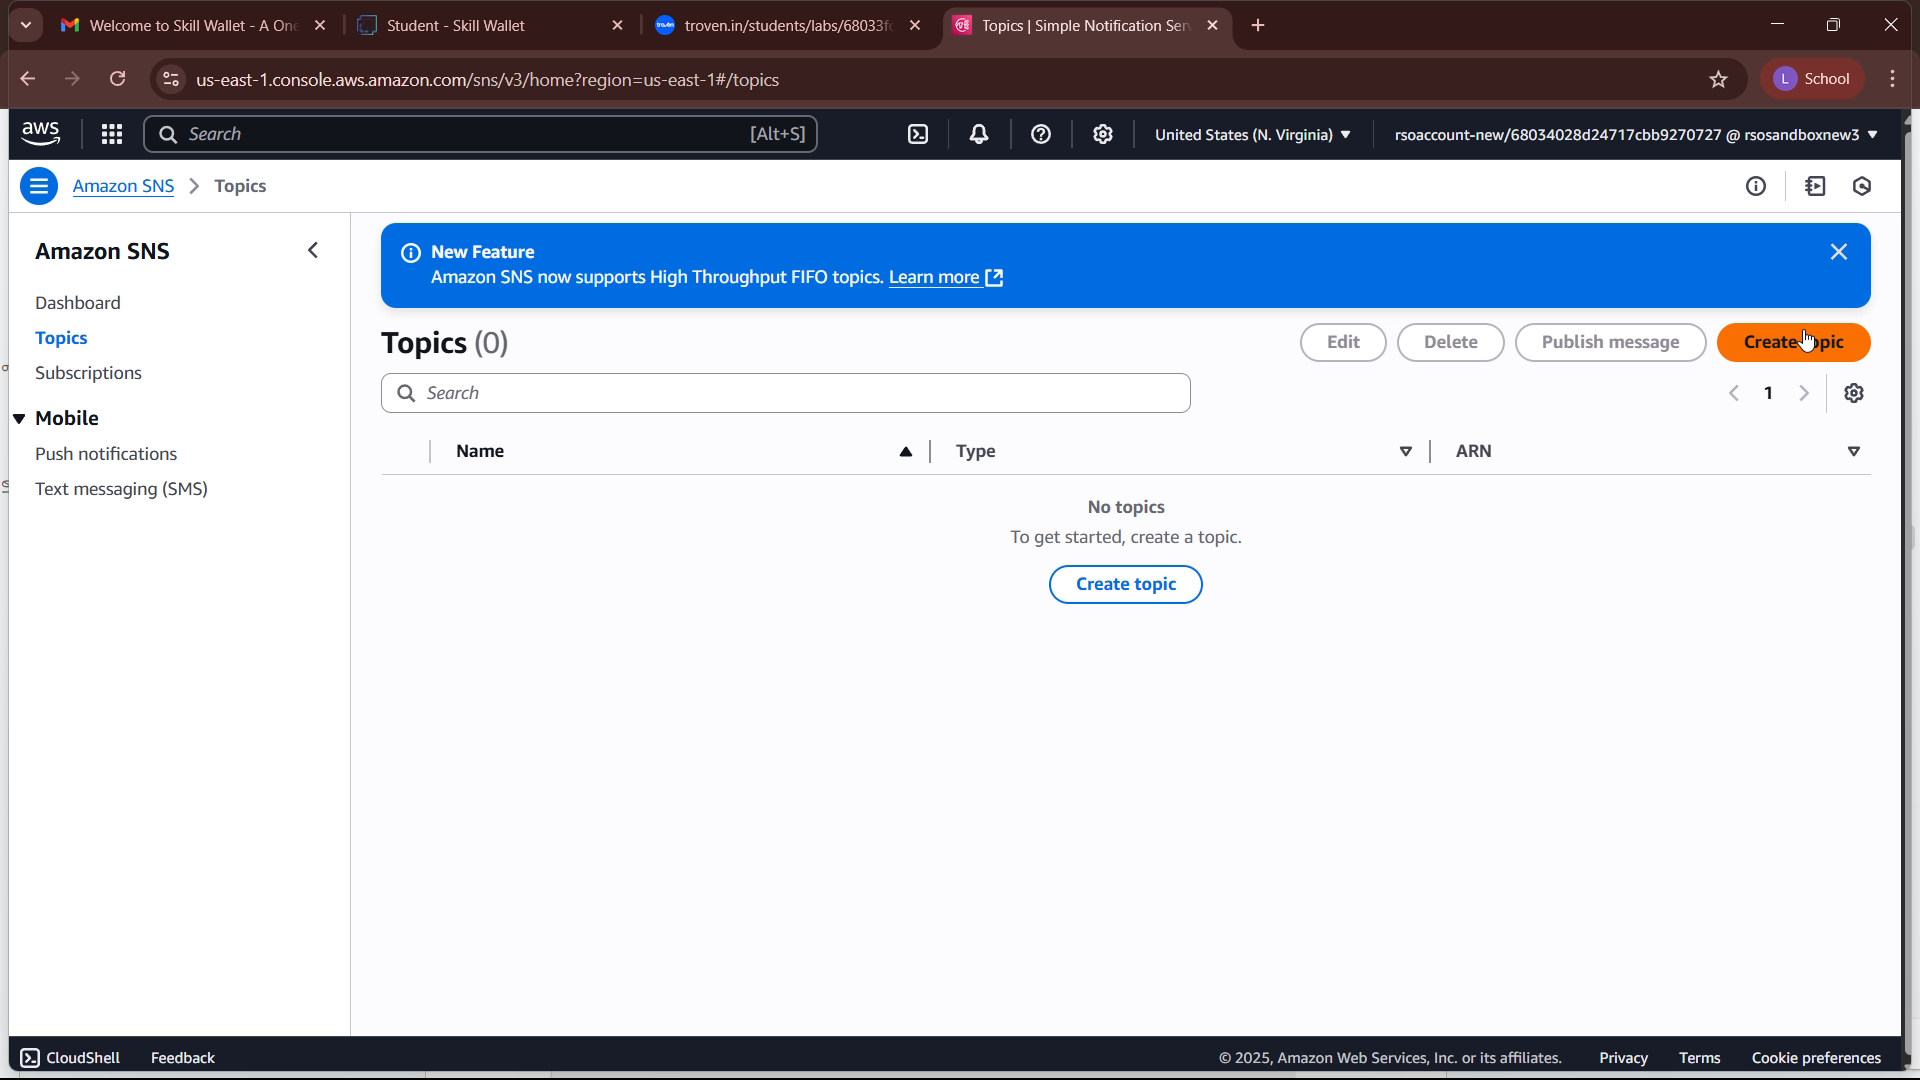 Welcome to Skill Wallet - A One
Student - Skill Wallet
troven.in/students/labs/68033f
Topics | Simple Notification Ser
us-east-1.console.aws.amazon.com/sns/v3/home?region=us-east-1#/topics
L School
aws
Search [Alt+S]
United States (N. Virginia)
rsoaccount-new/68034028d24717cbb9270727 @ rsosandboxnew3
Amazon SNS
Topics
Amazon SNS
Dashboard
Topics
Subscriptions
Mobile
Push notifications
Text messaging (SMS)
New Feature
Amazon SNS now supports High Throughput FIFO topics. Learn more
Topics (0)
Edit
Delete
Publish message
Create topic
Search
1
Name
Type
ARN
No topics
To get started, create a topic.
Create topic
CloudShell
Feedback
© 2025, Amazon Web Services, Inc. or its affiliates.
Privacy
Terms
Cookie preferences